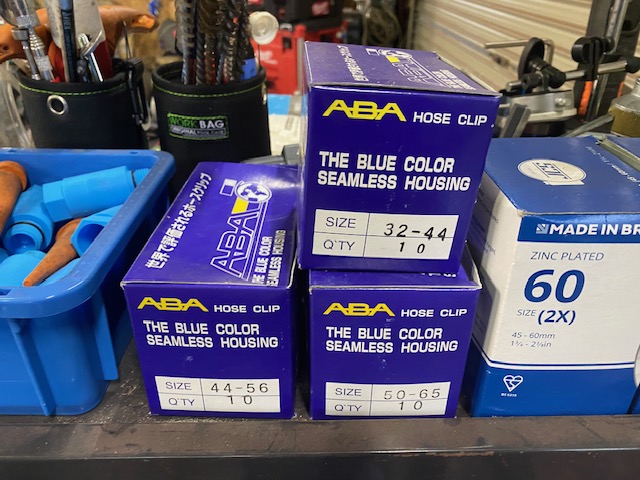 WORK BAG
ABA HOSE CLIP
THE BLUE COLOR
SEAMLESS HOUSING
SIZE 32-44
Q'TY 10
世界で評価されるホースクリップ
ABA
THE BLUE COLOR
SEAMLESS HOUSING
ABA HOSE CLIP
THE BLUE COLOR
SEAMLESS HOUSING
SIZE 44-56
Q'TY 10
ABA HOSE CLIP
THE BLUE COLOR
SEAMLESS HOUSING
SIZE 50-65
Q'TY 10
MADE IN BR
ZINC PLATED
60
SIZE (2X)
45 - 60mm